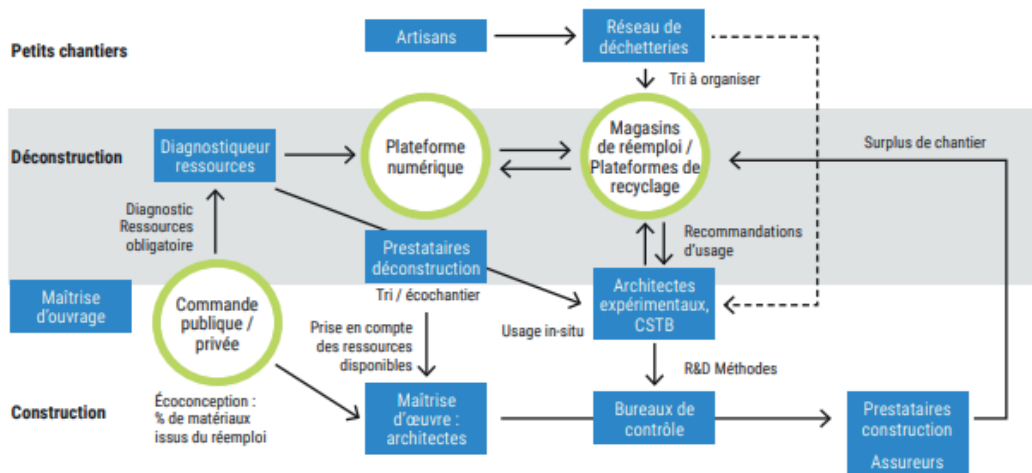 Petits chantiers
Artisans
Réseau de
déchetteries
Tri à organiser
Déconstruction
Diagnostiqueur
ressources
Plateforme
numérique
Magasins
de réemploi /
Plateformes de
recyclage
Surplus de chantier
Diagnostic
Ressources
obligatoire
Prestataires
déconstruction
Tri / écochantier
Recommandations
d'usage
Maîtrise
d'ouvrage
Commande
publique /
privée
Architectes
expérimentaux,
CSTB
Usage in-situ
Prise en compte
des ressources
disponibles
R&D Méthodes
Construction
Écoconception :
% de matériaux
issus du réemploi
Maîtrise
d'œuvre :
architectes
Bureaux de
contrôle
Prestataires
construction
Assureurs